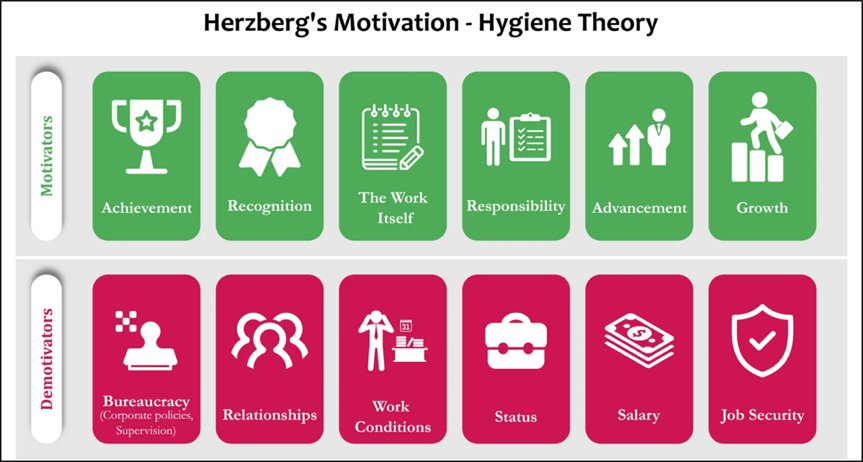 Herzberg's Motivation - Hygiene Theory
Motivators
Achievement
Recognition
The Work
Itself
Responsibility
Advancement
Growth
Demotivators
Bureaucracy
(Corporate policies,
Supervision)
Relationships
31
Work
Conditions
Status
$
Salary
Job Security